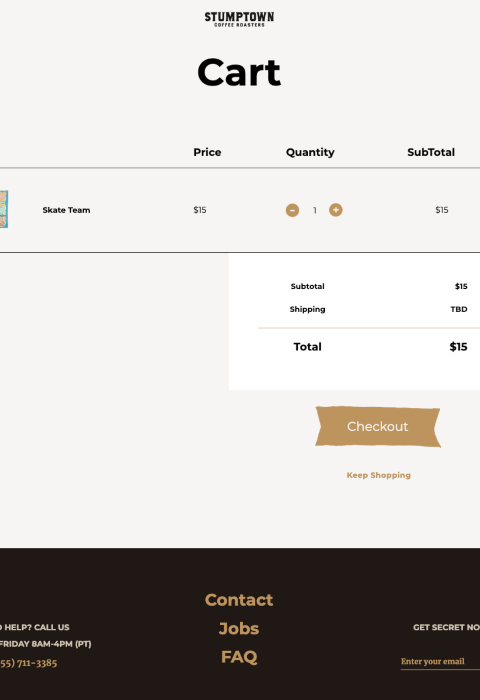 STUMPTOWN
COFFEE ROASTERS
Cart
Price Quantity SubTotal
Skate Team $15 - 1 + $15
Subtotal $15
Shipping TBD
Total $15
Checkout
Keep Shopping
Contact
Jobs
FAQ
HELP? CALL US
FRIDAY 8AM-4PM (PT)
55) 711-3385
GET SECRET NO
Enter your email